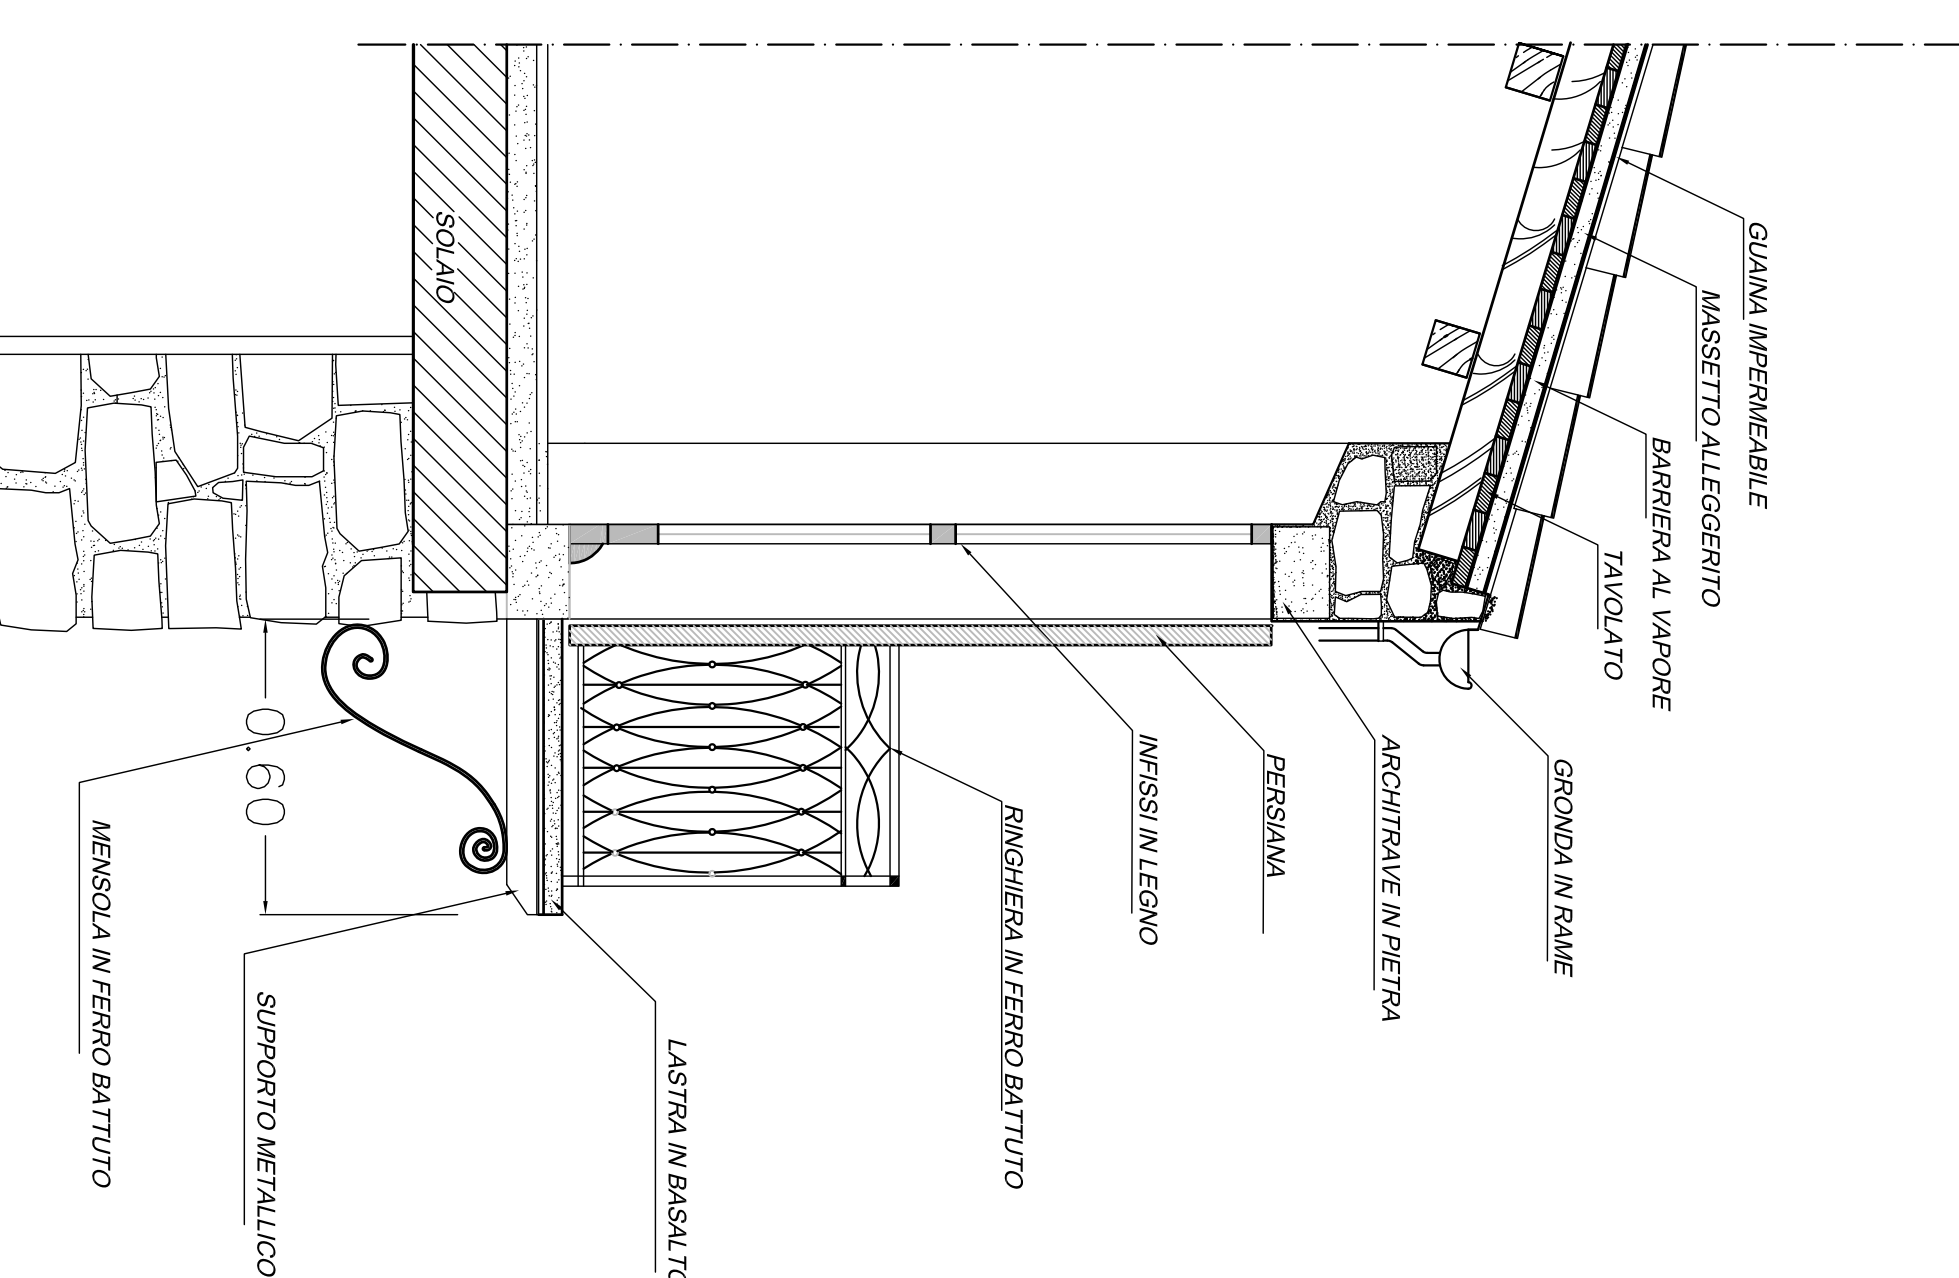 GUAINA IMPERMEABILE
MASSETTO ALLEGGERITO
BARRIERA AL VAPORE
TAVOLATO
GRONDA IN RAME
ARCHITRAVE IN PIETRA
PERSIANA
INFISSI IN LEGNO
RINGHIERA IN FERRO BATTUTO
LASTRA IN BASALTO
SOLAIO
0.60
SUPPORTO METALLICO
MENSOLA IN FERRO BATTUTO